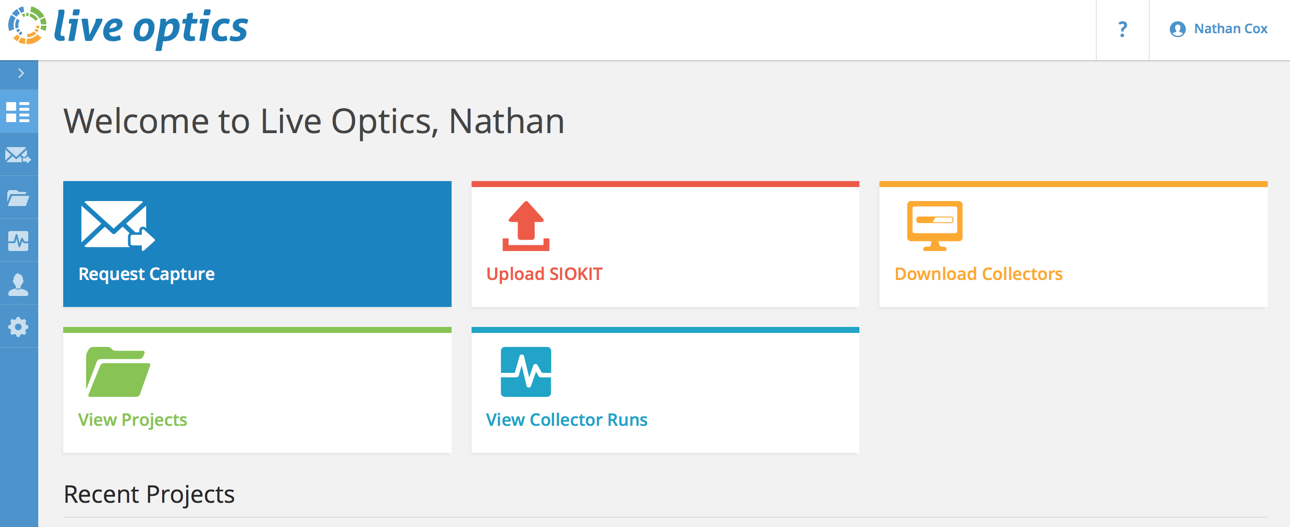 live optics
?
Nathan Cox
Welcome to Live Optics, Nathan
Request Capture
Upload SIOKIT
Download Collectors
View Projects
View Collector Runs
Recent Projects